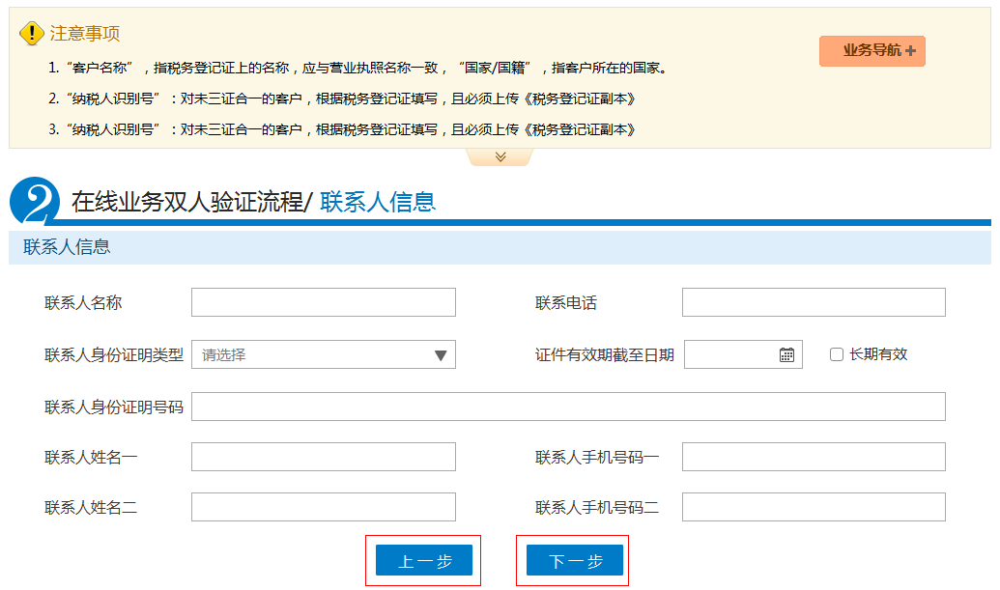 注意事项
业务导航
1.“客户名称”,指税务登记证上的名称,应与营业执照名称一致,“国家/国籍”,指客户所在的国家。
2.“纳税人识别号”:对未三证合一的客户,根据税务登记证填写,且必须上传《税务登记证副本》
3.“纳税人识别号”:对未三证合一的客户,根据税务登记证填写,且必须上传《税务登记证副本》
2 在线业务双人验证流程/ 联系人信息
联系人信息
联系人名称 联系电话
联系人身份证明类型 请选择 证件有效期截至日期 长期有效
联系人身份证明号码
联系人姓名一 联系人手机号码一
联系人姓名二 联系人手机号码二
上一步 下一步